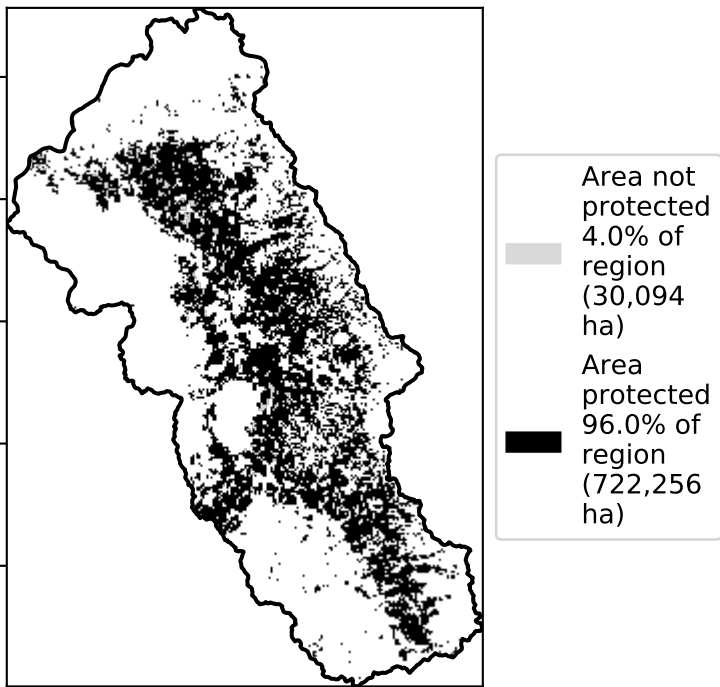 Area not
protected
4.0% of
region
(30,094
ha)
Area
protected
96.0% of
region
(722,256
ha)